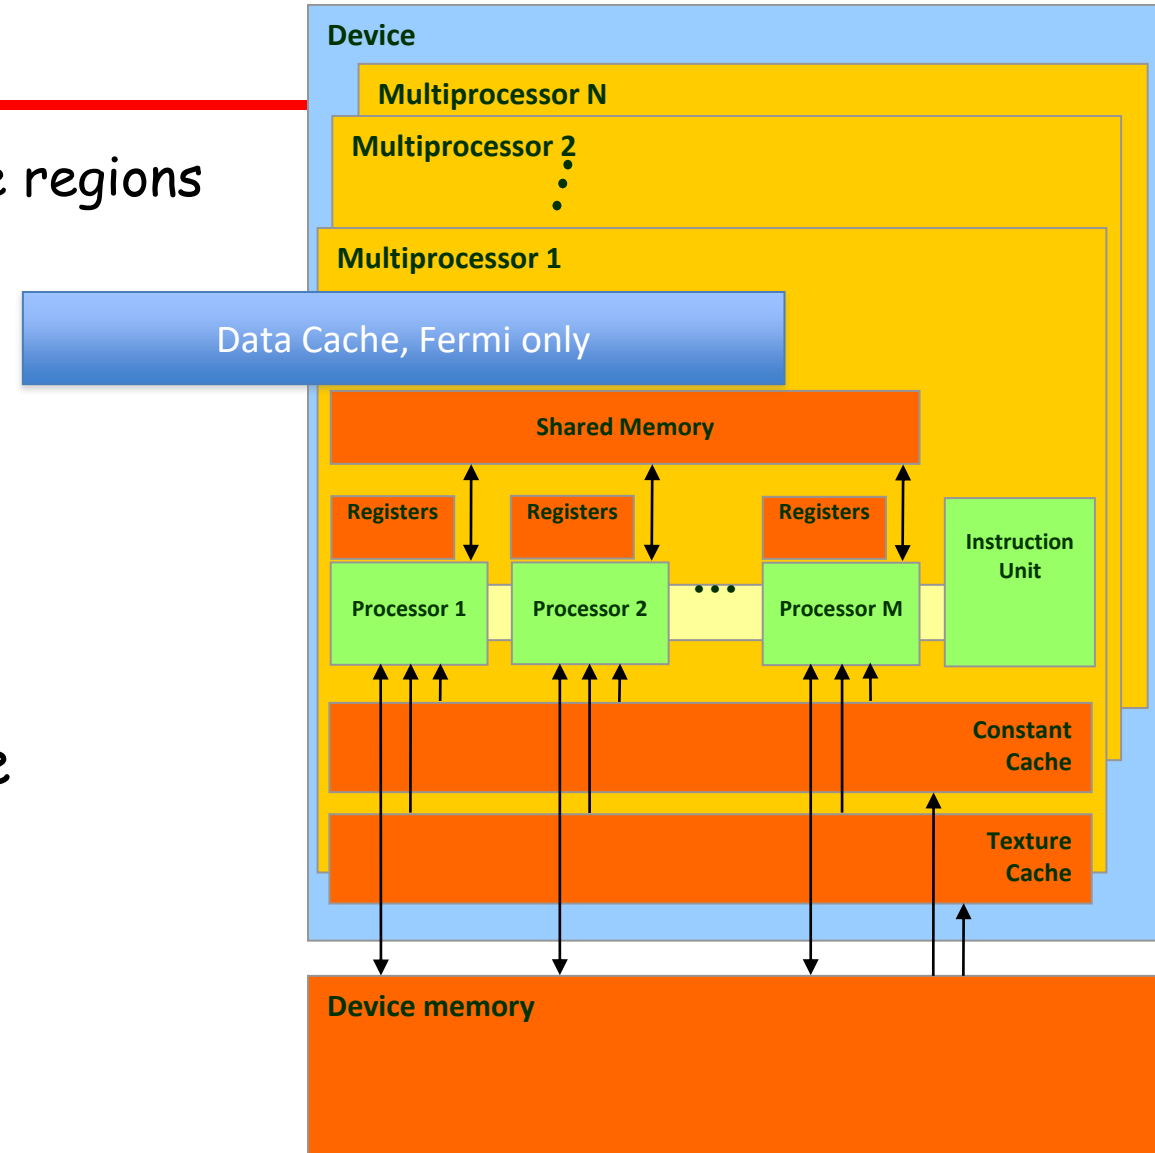 Device
Multiprocessor N
Multiprocessor 2
regions
Multiprocessor 1
Data Cache, Fermi only
Shared Memory
Registers
Registers
Registers
Instruction
Unit
Processor 1
Processor 2
...
Processor M
Constant
Cache
Texture
Cache
Device memory